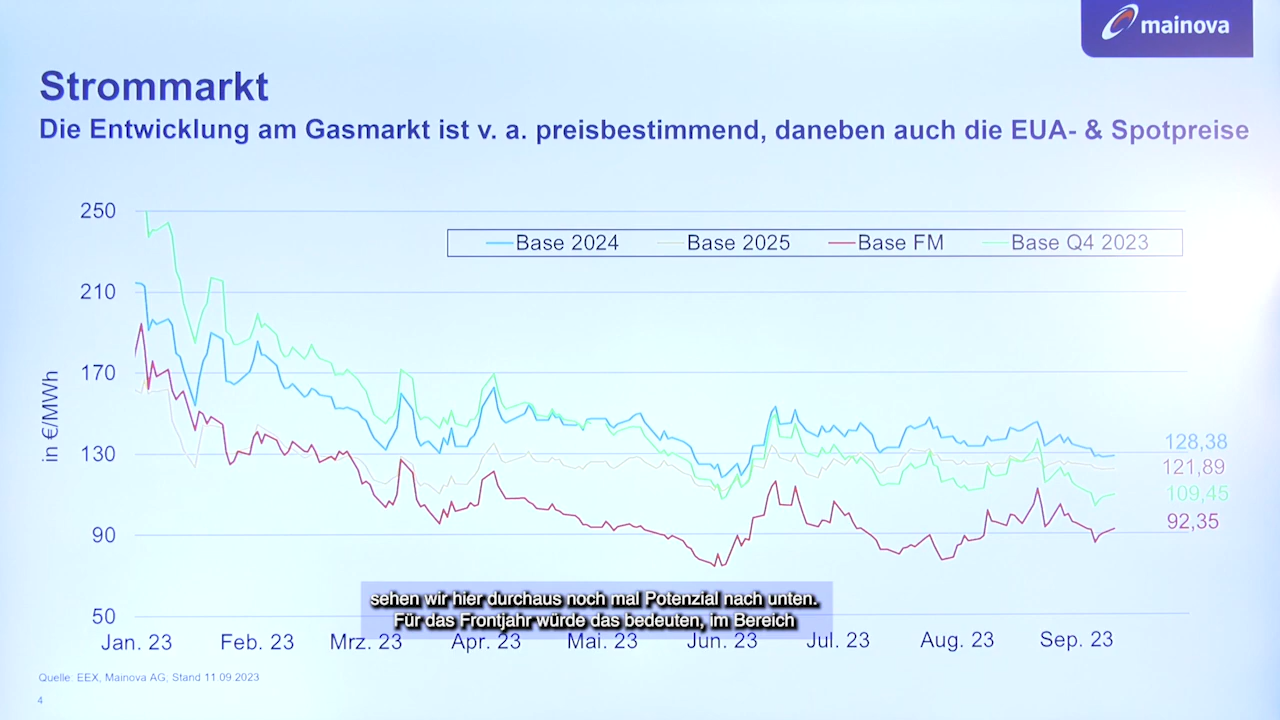 mainova
Strommarkt
Die Entwicklung am Gasmarkt ist v. a. preisbestimmend, daneben auch die EUA- & Spotpreise
in €/MWh
250
210
170
130
90
50
Base 2024
Base 2025
Base FM
Base Q4 2023
128,38
121,89
109,45
92,35
sehen wir hier durchaus noch mal Potenzial nach unten.
Für das Frontjahr würde das bedeuten, im Bereich
Jan. 23 Feb. 23 Mrz. 23 Apr. 23 Mai. 23 Jun. 23 Jul. 23 Aug. 23 Sep. 23
Quelle: EEX, Mainova AG, Stand 11.09 2023
4